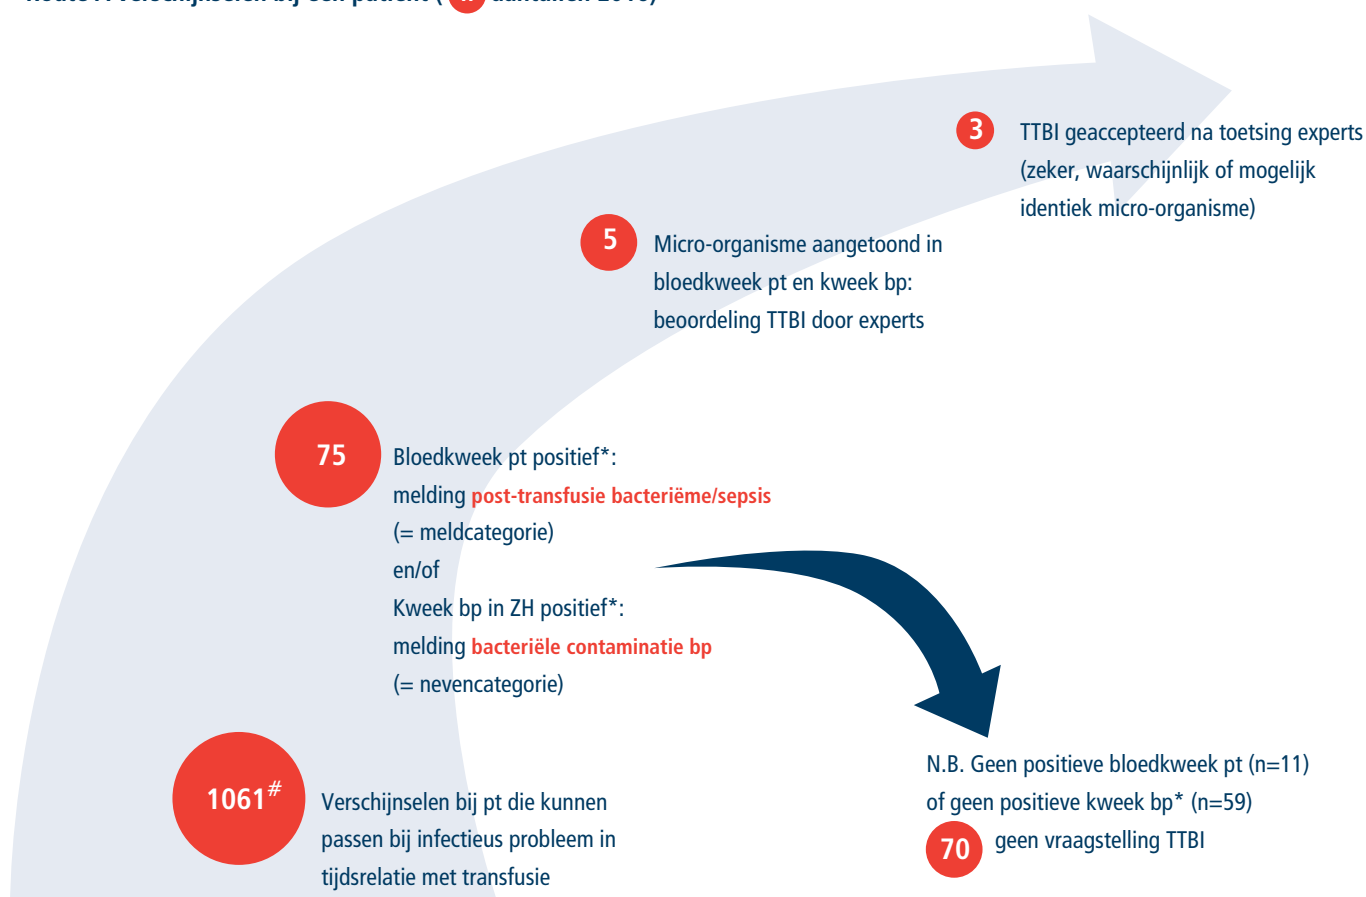 3
TTBI geaccepteerd na toetsing experts
(zeker, waarschijnlijk of mogelijk
identiek micro-organisme)
5
Micro-organisme aangetoond in
bloedkweek pt en kweek bp:
beoordeling TTBI door experts
75
Bloedkweek pt positief*:
melding post-transfusie bacteriëme/sepsis
(= meldcategorie)
en/of
Kweek bp in ZH positief*:
melding bacteriële contaminatie bp
(= nevencategorie)
1061#
Verschijnselen bij pt die kunnen
passen bij infectieus probleem in
tijdsrelatie met transfusie
N.B. Geen positieve bloedkweek pt (n=11)
of geen positieve kweek bp* (n=59)
70 geen vraagstelling TTBI